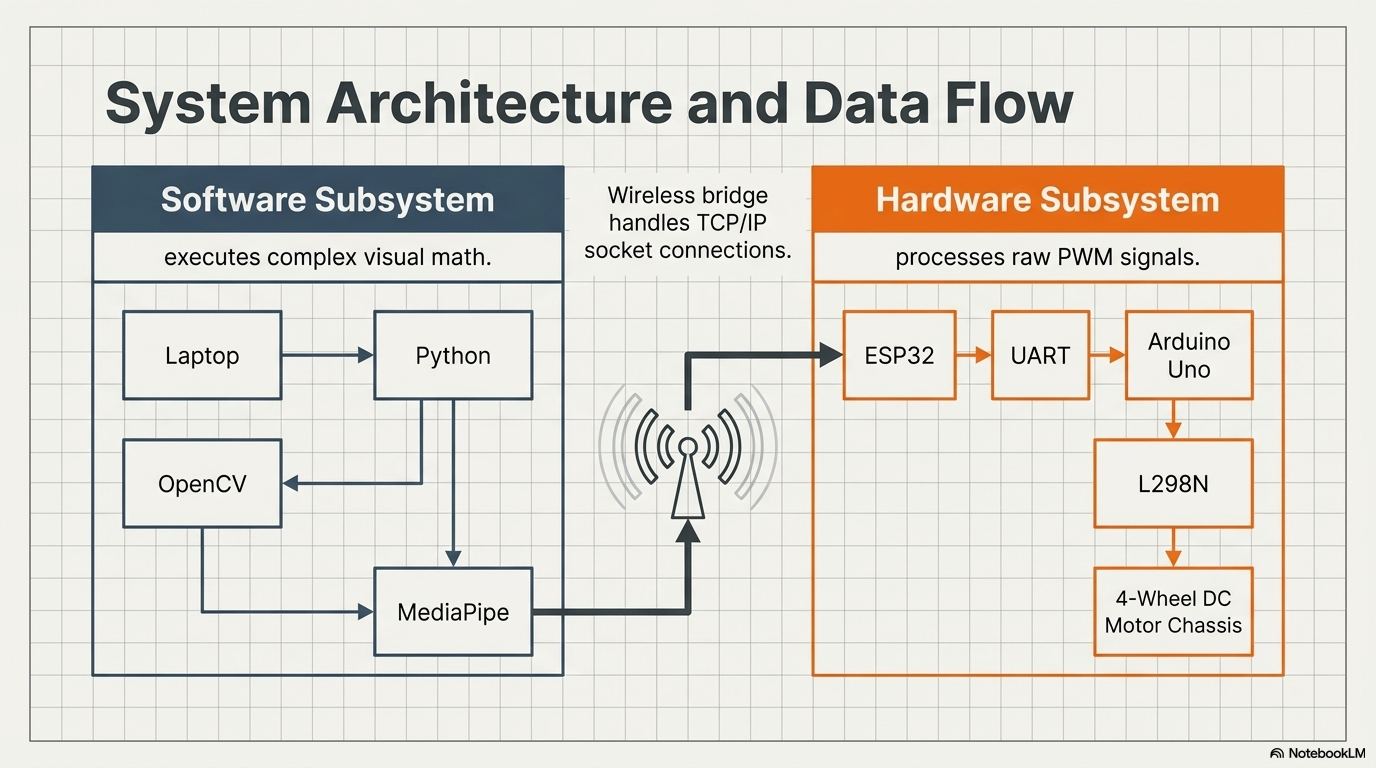 System Architecture and Data Flow
Software Subsystem
executes complex visual math.
Laptop
Python
OpenCV
MediaPipe
Wireless bridge
handles TCP/IP
socket connections.
Hardware Subsystem
processes raw PWM signals.
ESP32
UART
Arduino
Uno
L298N
4-Wheel DC
Motor Chassis
NotebookLM